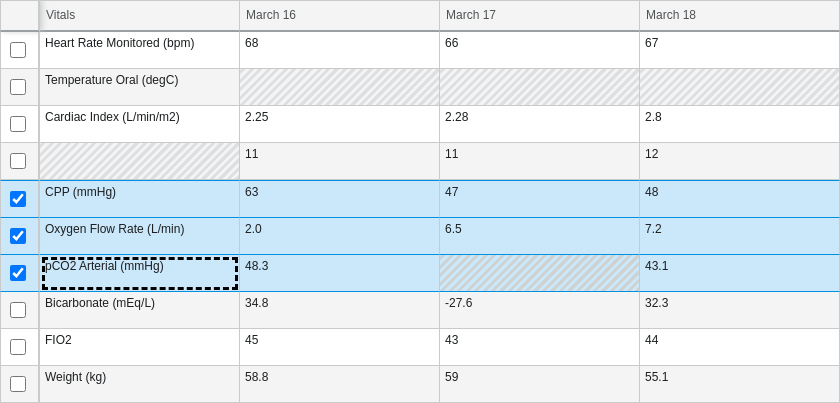 Vitals March 16 March 17 March 18
Heart Rate Monitored (bpm) 68 66 67
Temperature Oral (degC)
Cardiac Index (L/min/m2) 2.25 2.28 2.8
11 11 12
CPP (mmHg) 63 47 48
Oxygen Flow Rate (L/min) 2.0 6.5 7.2
pCO2 Arterial (mmHg) 48.3 43.1
Bicarbonate (mEq/L) 34.8 -27.6 32.3
FIO2 45 43 44
Weight (kg) 58.8 59 55.1